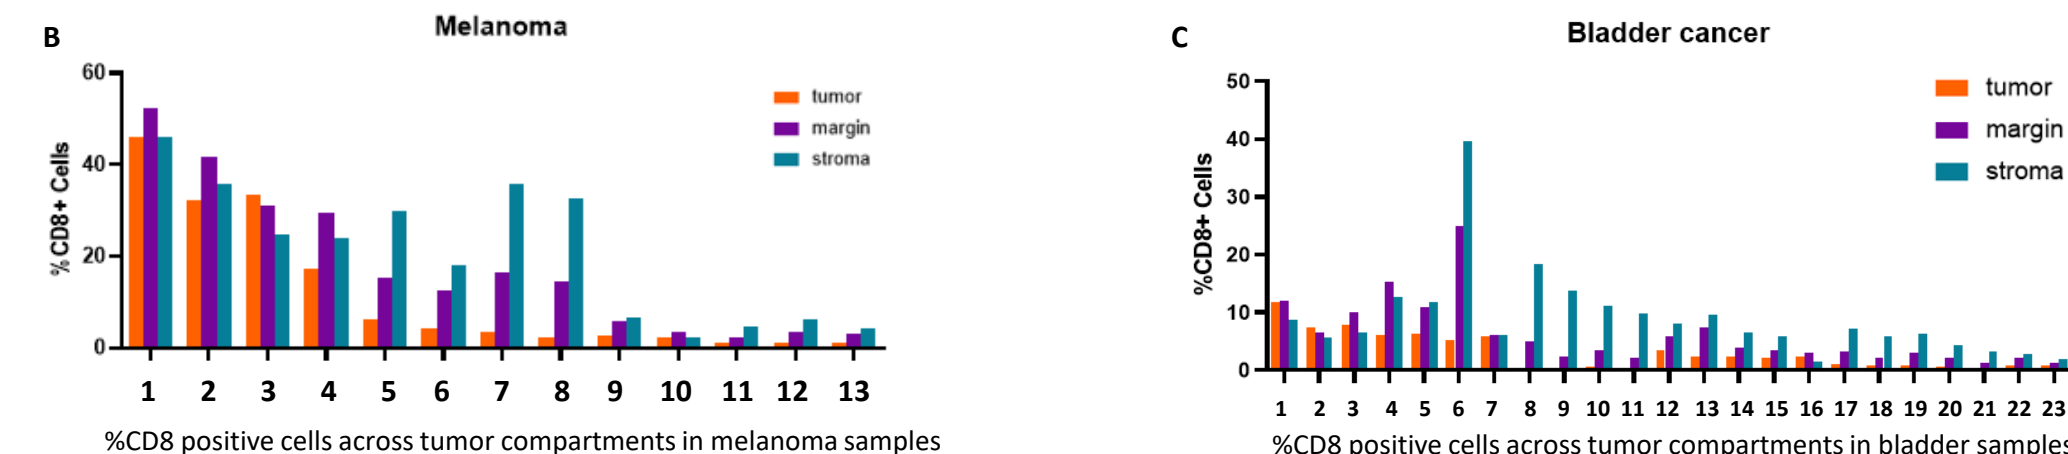 B
Melanoma
60
40
20
0
%CD8+ Cells
tumor
margin
stroma
1 2 3 4 5 6 7 8 9 10 11 12 13
%CD8 positive cells across tumor compartments in melanoma samples
C
Bladder cancer
50
40
30
20
10
0
%CD8+ Cells
tumor
margin
stroma
1 2 3 4 5 6 7 8 9 10 11 12 13 14 15 16 17 18 19 20 21 22 23
%CD8 positive cells across tumor compartments in bladder samples